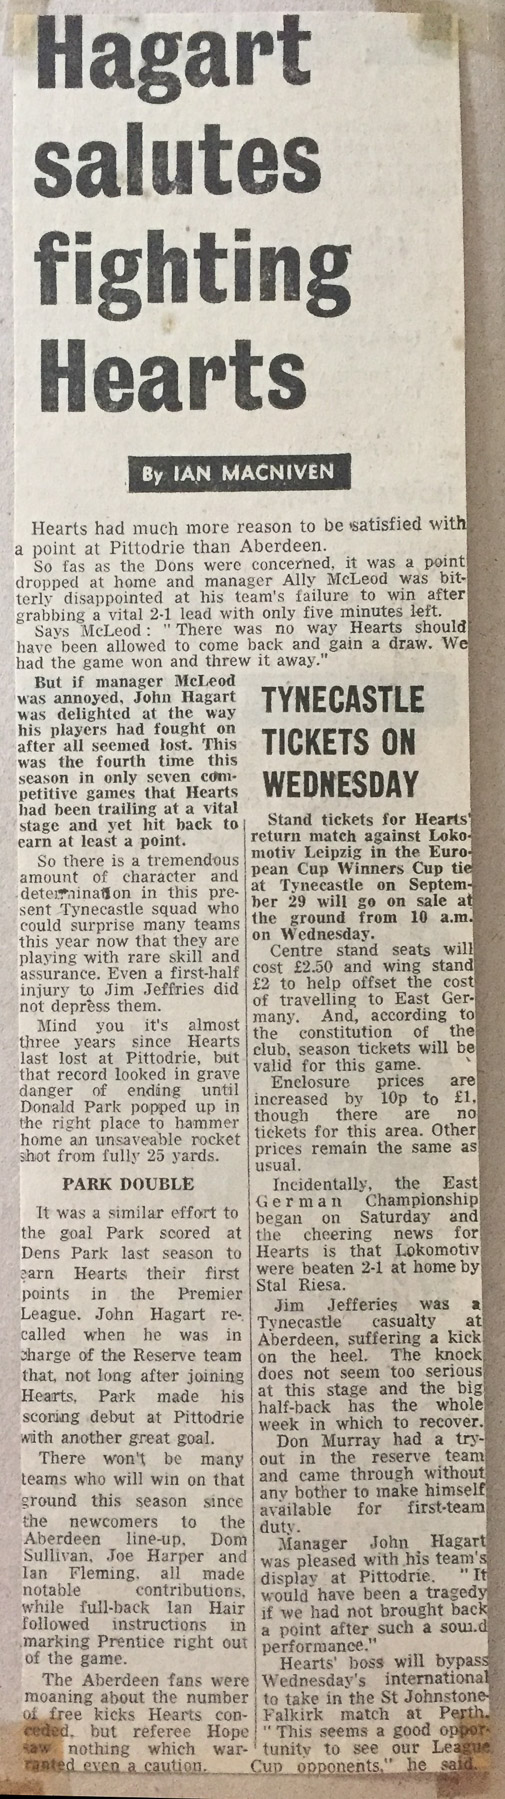 Hagart
salutes
fighting
Hearts
By IAN MACNIVEN
Hearts had much more reason to be satisfied with
a point at Pittodrie than Aberdeen.
So fas as the Dons were concerned, it was a point
dropped at home and manager Ally McLeod was bit-
terly disappointed at his team's failure to win after
grabbing a vital 2-1 lead with only five minutes left.
Says McLeod: "There was no way Hearts should
have been allowed to come back and gain a draw. We
had the game won and threw it away."
But if manager McLeod
was annoyed, John Hagart
was delighted at the way
his players had fought on
after all seemed lost. This
was the fourth time this
season in only seven com-
petitive games that Hearts
had been trailing at a vital
stage and yet hit back to
earn at least a point.
So there is a tremendous
amount of character and
determination in this pre-
sent Tynecastle squad who
could surprise many teams
this year now that they are
playing with rare skill and
assurance. Even a first-half
injury to Jim Jeffries did
not depress them.
Mind you it's almost
three years since Hearts
last lost at Pittodrie, but
that record looked in grave
danger of ending until
Donald Park popped up in
the right place to hammer
home an unsaveable rocket
shot from fully 25 yards.
PARK DOUBLE
It was a similar effort to
the goal Park scored at
Dens Park last season to
earn Hearts their first
points in the Premier
League. John Hagart re-
called when he was in
charge of the Reserve team
that, not long after joining
Hearts, Park made his
scoring debut at Pittodrie
with another great goal.
There won't be many
teams who will win on that
ground this season since
the newcomers to the
Aberdeen line-up, Dom
Sullivan, Joe Harper and
Ian Fleming, all made
notable contributions,
while full-back Ian Hair
followed instructions in
marking Prentice right out
of the game.
The Aberdeen fans were
moaning about the number
of free kicks Hearts con-
ceded, but referee Hope
saw nothing which war-
ranted even a caution.
TYNECASTLE
TICKETS ON
WEDNESDAY
Stand tickets for Hearts'
return match against Loko-
motiv Leipzig in the Euro-
pean Cup Winners Cup tie
at Tynecastle on Septem-
ber 29 will go on sale at
the ground from 10 a.m.
on Wednesday.
Centre stand seats will
cost £2.50 and wing stand
£2 to help offset the cost
of travelling to East Ger-
many. And, according to
the constitution of the
club, season tickets will be
valid for this game.
Enclosure prices are
increased by 10p to £1,
though there are no
tickets for this area. Other
prices remain the same as
usual.
Incidentally, the East
German Championship
began on Saturday and
the cheering news for
Hearts is that Lokomotiv
were beaten 2-1 at home by
Stal Riesa.
Jim Jefferies was a
Tynecastle casualty at
Aberdeen, suffering a kick
on the heel. The knock
does not seem too serious
at this stage and the big
half-back has the whole
week in which to recover.
Don Murray had a try-
out in the reserve team
and came through without
any bother to make himself
available for first-team
duty.
Manager John Hagart
was pleased with his team's
display at Pittodrie. "It
would have been a tragedy
if we had not brought back
a point after such a sound
performance."
Hearts' boss will bypass
Wednesday's international
to take in the St Johnstone-
Falkirk match at Perth.
"This seems a good oppor-
tunity to see our League
Cup opponents," he said.